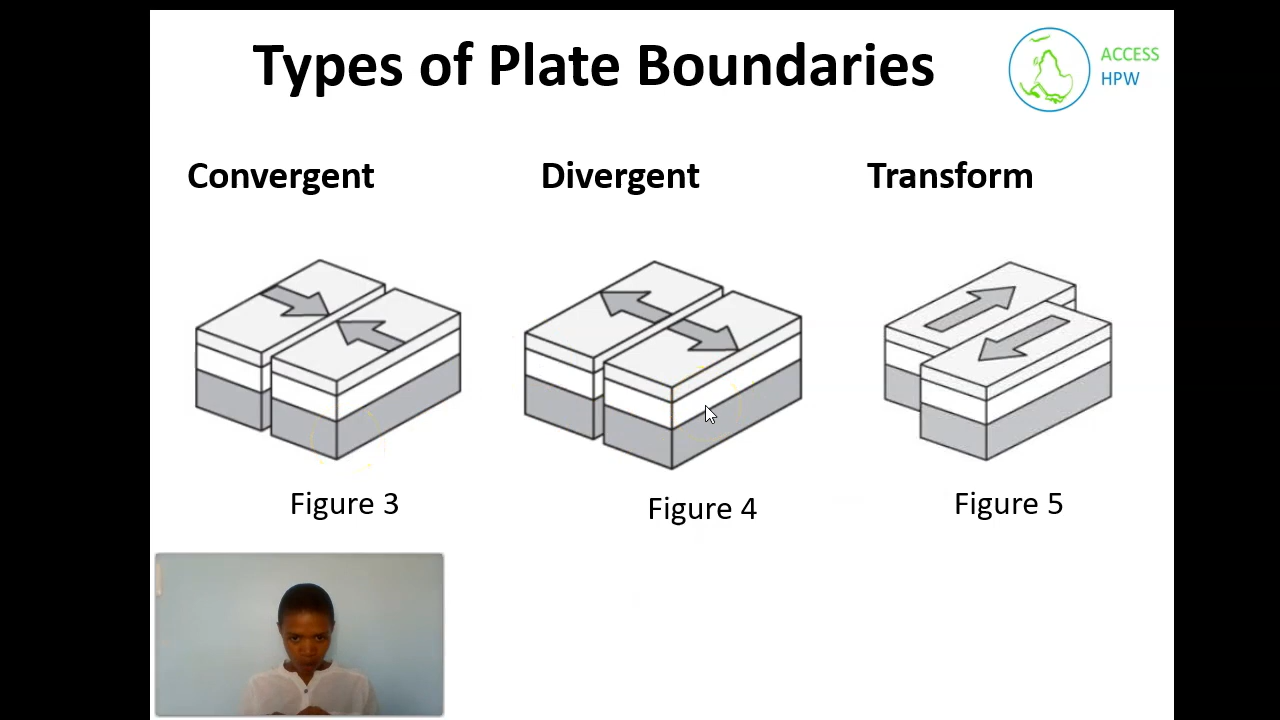 Types of Plate Boundaries
ACCESS
HPW
Convergent
Divergent
Transform
Figure 3
Figure 4
Figure 5